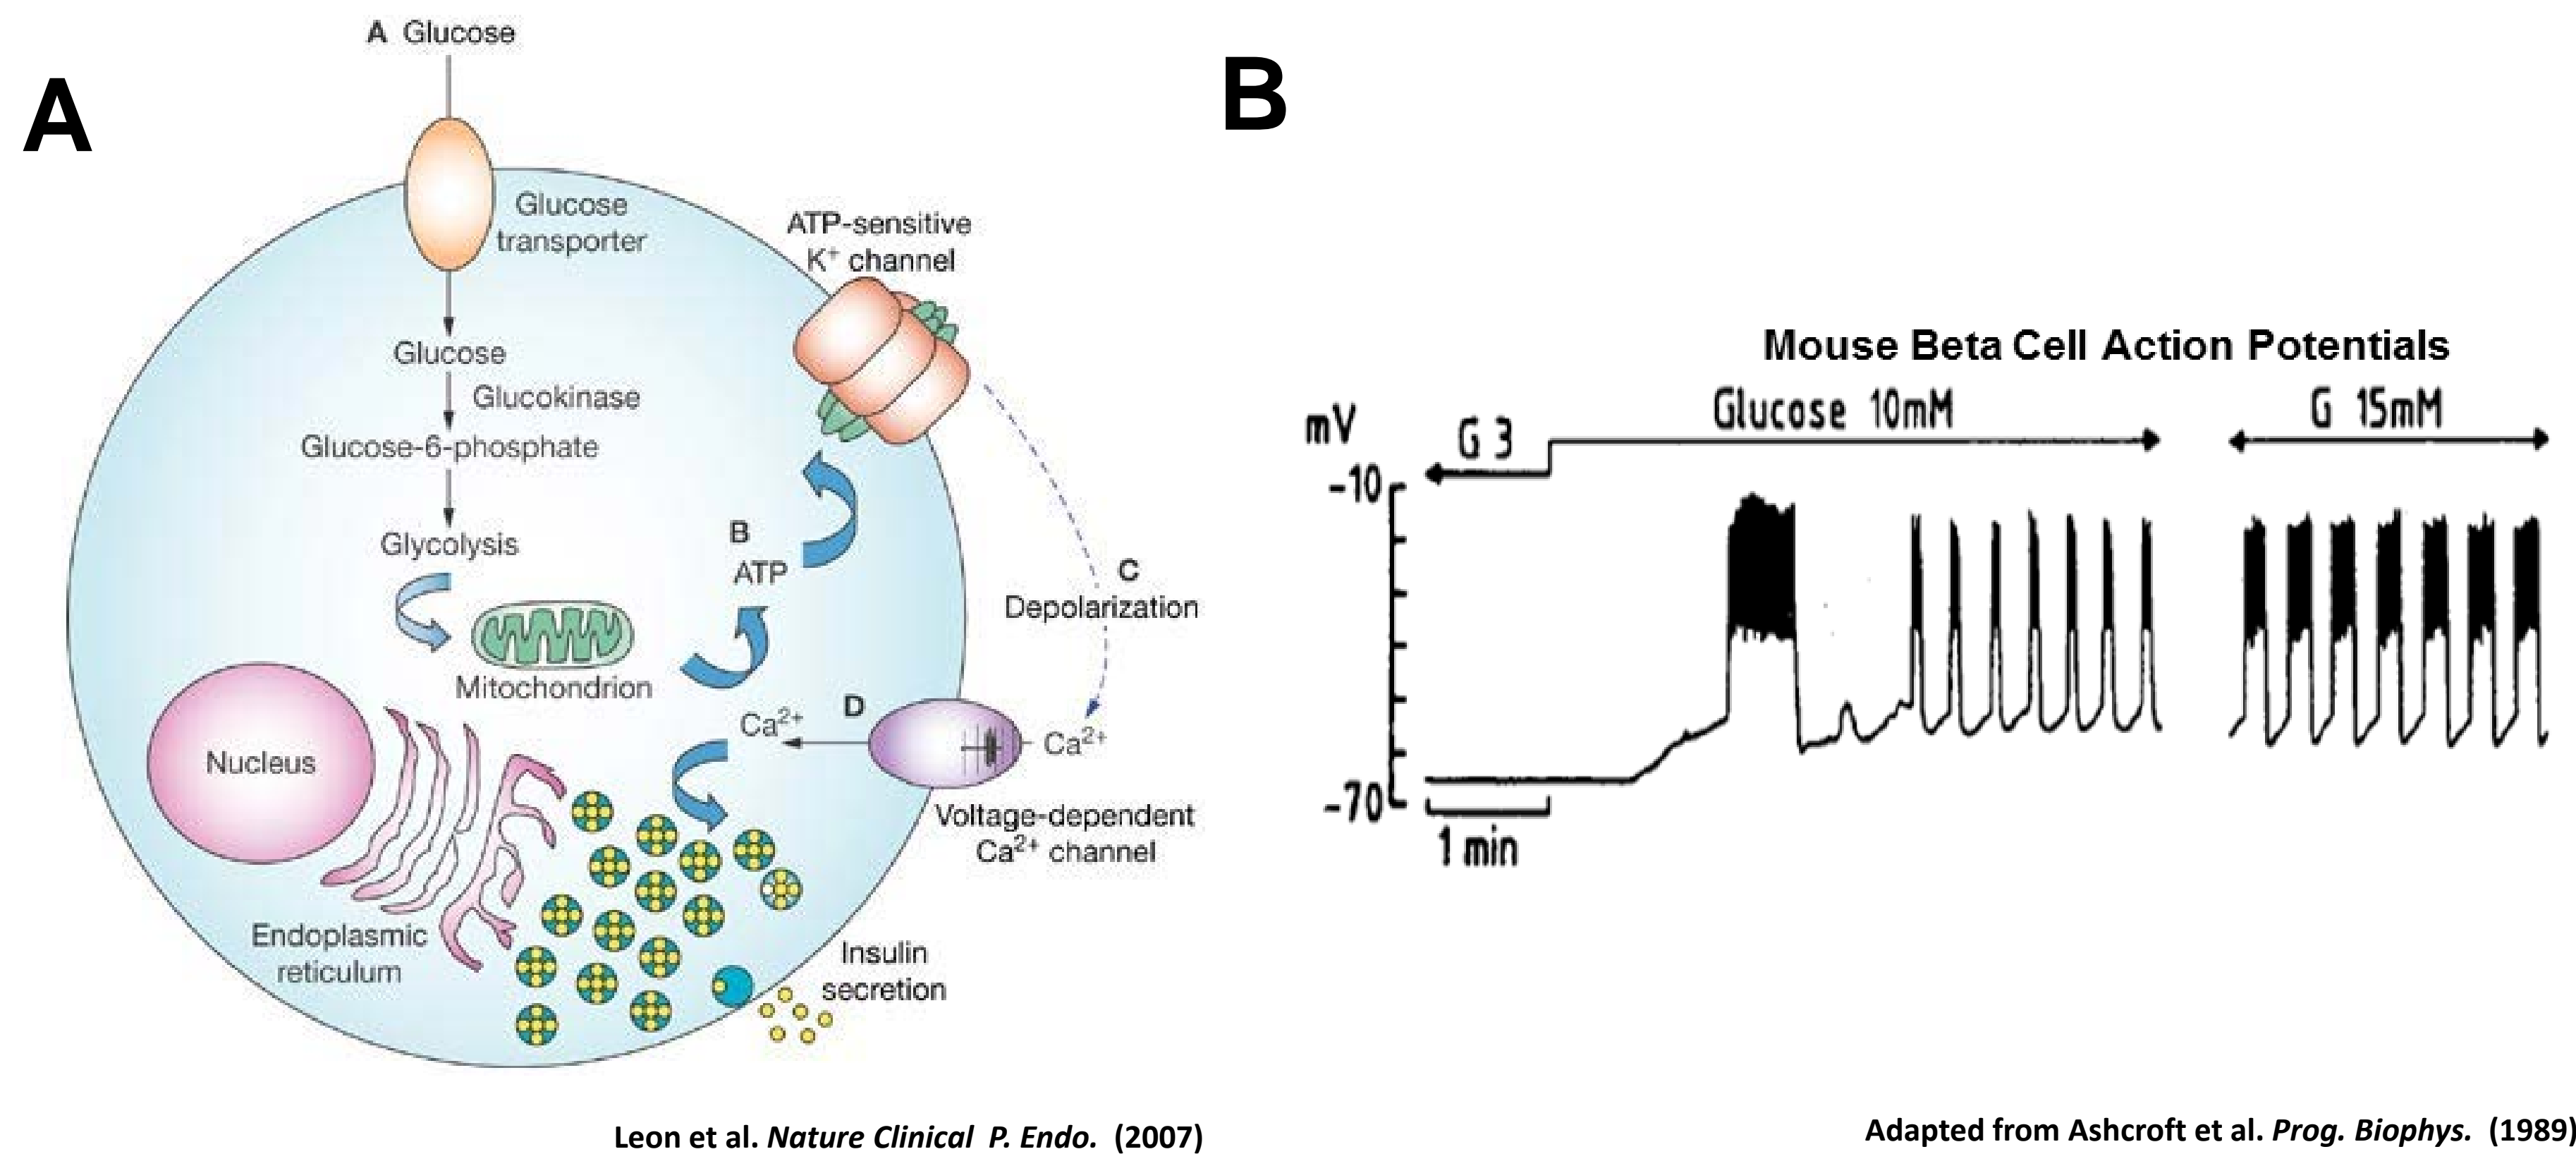 A
A Glucose
Glucose
transporter
ATP-sensitive
K⁺ channel
Glucose
Glucokinase
Glucose-6-phosphate
Glycolysis
B
ATP
C
Depolarization
Mitochondrion
D
Ca²⁺
Ca²⁺
Nucleus
Voltage-dependent
Ca²⁺ channel
Endoplasmic
reticulum
Insulin
secretion
Leon et al. Nature Clinical P. Endo. (2007)
B
Mouse Beta Cell Action Potentials
mV
G 3
Glucose 10mM
G 15mM
-10
-70
1 min
Adapted from Ashcroft et al. Prog. Biophys. (1989)